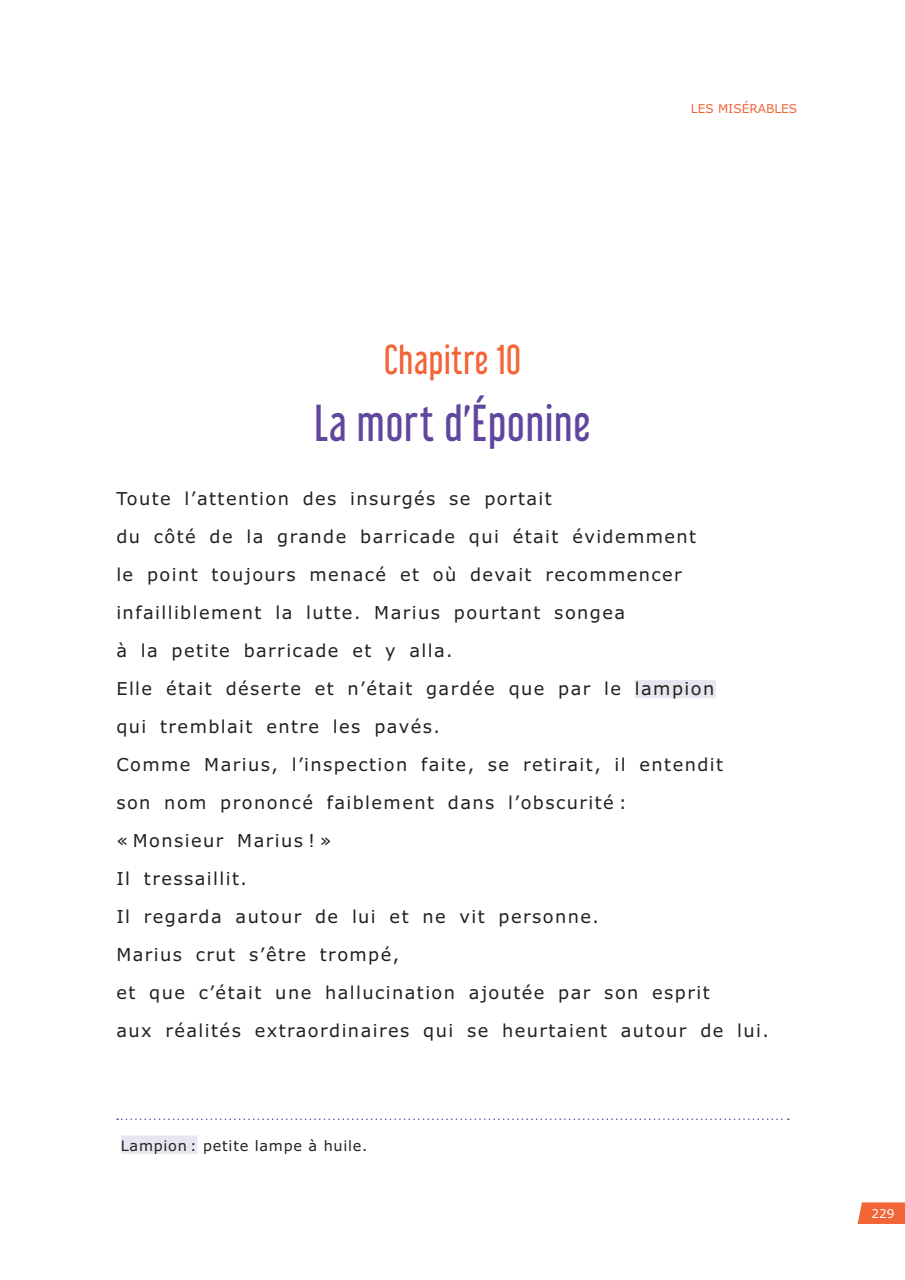 LES MISÉRABLES
Chapitre 10
La mort d’Éponine
Toute l’attention des insurgés se portait
du côté de la grande barricade qui était évidemment
le point toujours menacé et où devait recommencer
infailliblement la lutte. Marius pourtant songea
à la petite barricade et y alla.
Elle était déserte et n’était gardée que par le lampion
qui tremblait entre les pavés.
Comme Marius, l’inspection faite, se retirait, il entendit
son nom prononcé faiblement dans l’obscurité :
« Monsieur Marius ! »
Il tressaillit.
Il regarda autour de lui et ne vit personne.
Marius crut s’être trompé,
et que c’était une hallucination ajoutée par son esprit
aux réalités extraordinaires qui se heurtaient autour de lui.
Lampion : petite lampe à huile.
229